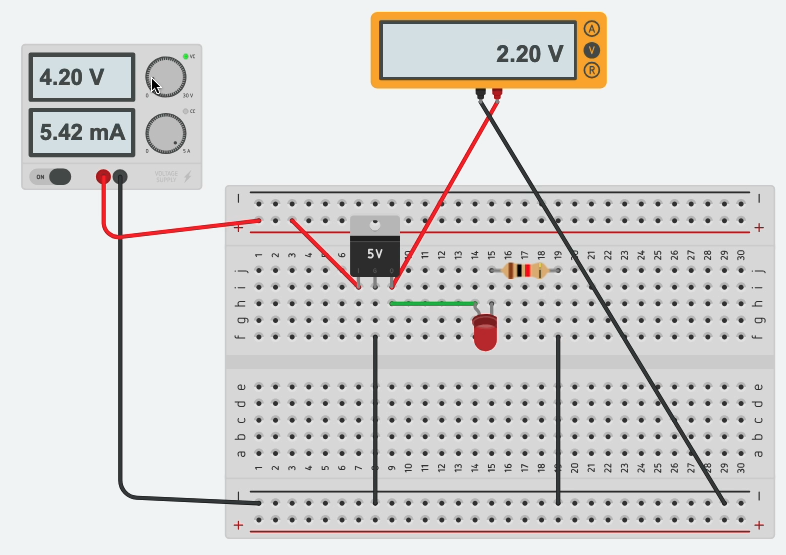 4.20 V
5.42 mA
0
30 V
CC
0
5 A
ON
VOLTAGE
SUPPLY
2.20 V
A
V
R
− −
+ +
1 2 3 4 5 6 7 8 9 10 11 12 13 14 15 16 17 18 19 20 21 22 23 24 25 26 27 28 29 30
5V
j j
i i
h h
g g
f f
e e
d d
c c
b b
a a
1 2 3 4 5 6 7 8 9 10 11 12 13 14 15 16 17 18 19 20 21 22 23 24 25 26 27 28 29 30
− −
+ +